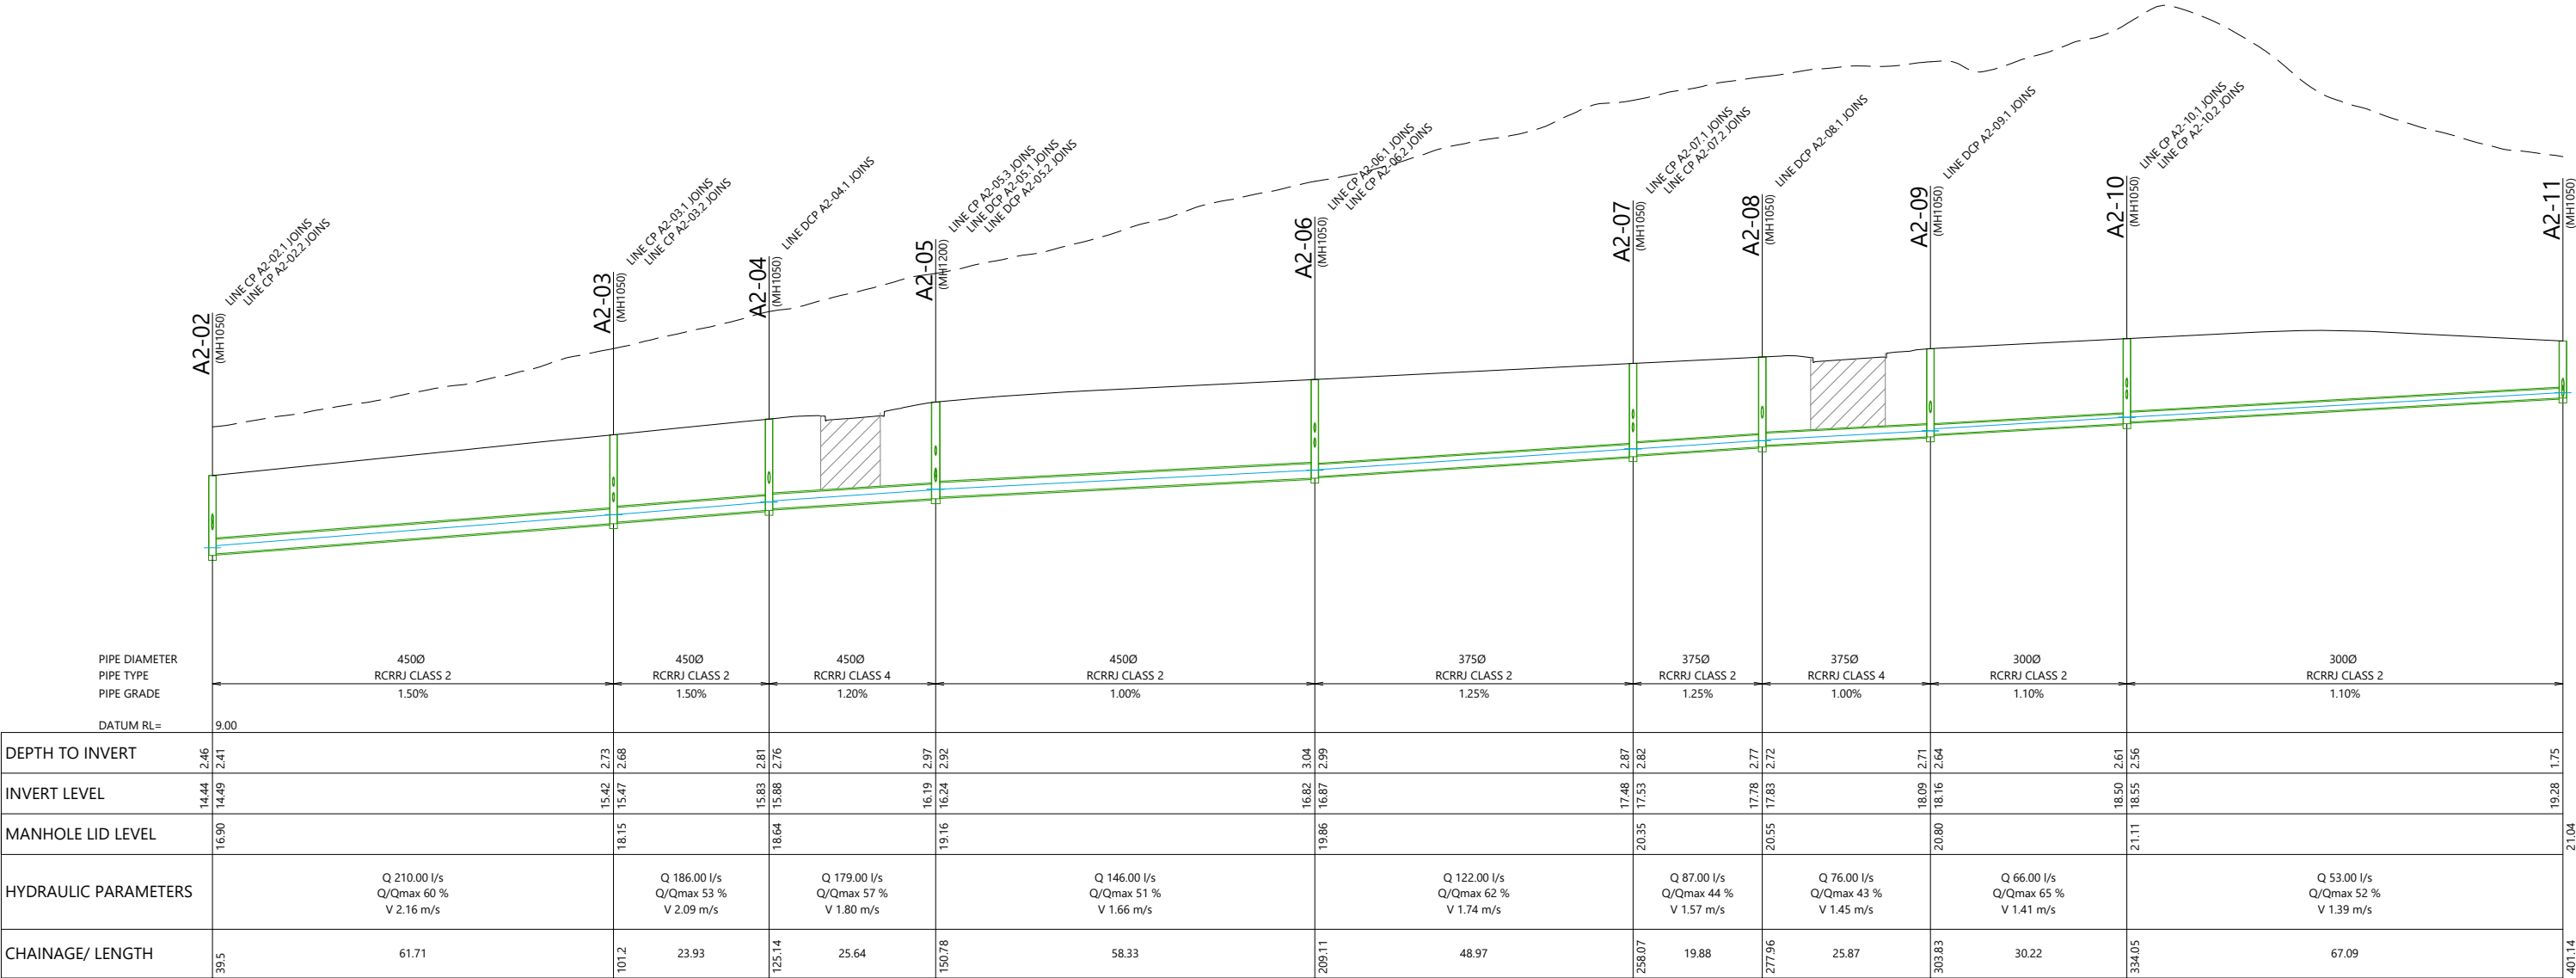 LINE CP A2-02.1 JOINS
LINE CP A2-02.2 JOINS
A2-02
(MH1050)
LINE CP A2-03.1 JOINS
LINE CP A2-03.2 JOINS
A2-03
(MH1050)
LINE DCP A2-04.1 JOINS
A2-04
(MH1050)
LINE CP A2-05.3 JOINS
LINE DCP A2-05.1 JOINS
LINE DCP A2-05.2 JOINS
A2-05
(MH1200)
LINE CP A2-06.1 JOINS
LINE CP A2-06.2 JOINS
A2-06
(MH1050)
LINE CP A2-07.1 JOINS
LINE CP A2-07.2 JOINS
A2-07
(MH1050)
LINE DCP A2-08.1 JOINS
A2-08
(MH1050)
LINE DCP A2-09.1 JOINS
A2-09
(MH1050)
LINE CP A2-10.1 JOINS
LINE CP A2-10.2 JOINS
A2-10
(MH1050)
A2-11
(MH1050)
PIPE DIAMETER 450Ø 450Ø 450Ø 450Ø 375Ø 375Ø 375Ø 300Ø 300Ø
PIPE TYPE RCRRJ CLASS 2 RCRRJ CLASS 2 RCRRJ CLASS 4 RCRRJ CLASS 2 RCRRJ CLASS 2 RCRRJ CLASS 2 RCRRJ CLASS 4 RCRRJ CLASS 2 RCRRJ CLASS 2
PIPE GRADE 1.50% 1.50% 1.20% 1.00% 1.25% 1.25% 1.00% 1.10% 1.10%
DATUM RL= 9.00
DEPTH TO INVERT 2.46 2.41 2.73 2.68 2.81 2.76 2.97 2.92 3.04 2.99 2.87 2.82 2.77 2.72 2.71 2.64 2.61 2.56 1.75
INVERT LEVEL 14.44 14.49 15.42 15.47 15.83 15.88 16.19 16.24 16.82 16.87 17.48 17.53 17.78 17.83 18.09 18.16 18.50 18.55 19.28
MANHOLE LID LEVEL 16.90 18.15 18.64 19.16 19.86 20.35 20.55 20.80 21.11 21.04
HYDRAULIC PARAMETERS
Q 210.00 l/s Q 186.00 l/s Q 179.00 l/s Q 146.00 l/s Q 122.00 l/s Q 87.00 l/s Q 76.00 l/s Q 66.00 l/s Q 53.00 l/s
Q/Qmax 60 % Q/Qmax 53 % Q/Qmax 57 % Q/Qmax 51 % Q/Qmax 62 % Q/Qmax 44 % Q/Qmax 43 % Q/Qmax 65 % Q/Qmax 52 %
V 2.16 m/s V 2.09 m/s V 1.80 m/s V 1.66 m/s V 1.74 m/s V 1.57 m/s V 1.45 m/s V 1.41 m/s V 1.39 m/s
CHAINAGE/ LENGTH 39.5 61.71 101.2 23.93 125.14 25.64 150.78 58.33 209.11 48.97 258.07 19.88 277.96 25.87 303.83 30.22 334.05 67.09 401.14